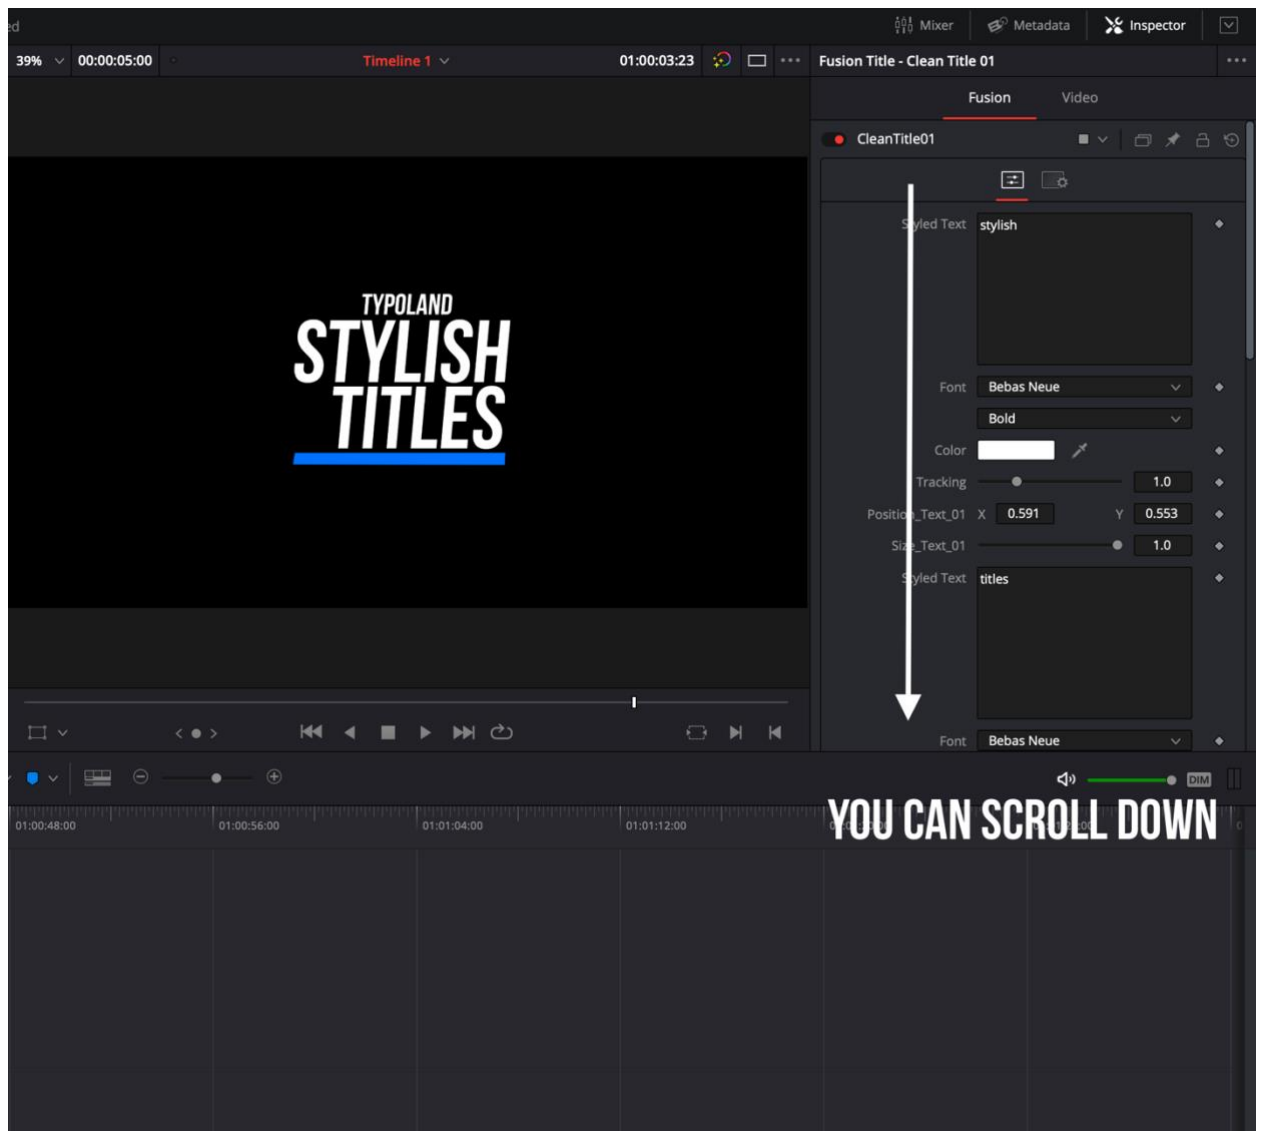 ed
Mixer
Metadata
Inspector
39%
00:00:05:00
Timeline 1
01:00:03:23
Fusion Title - Clean Title 01
Fusion
Video
CleanTitle01
Styled Text
stylish
TYPOLAND
STYLISH
TITLES
Font
Bebas Neue
Bold
Color
Tracking
1.0
Position_Text_01
X
0.591
Y
0.553
Size_Text_01
1.0
Styled Text
titles
Font
Bebas Neue
DIM
YOU CAN SCROLL DOWN
01:00:48:00
01:00:56:00
01:01:04:00
01:01:12:00